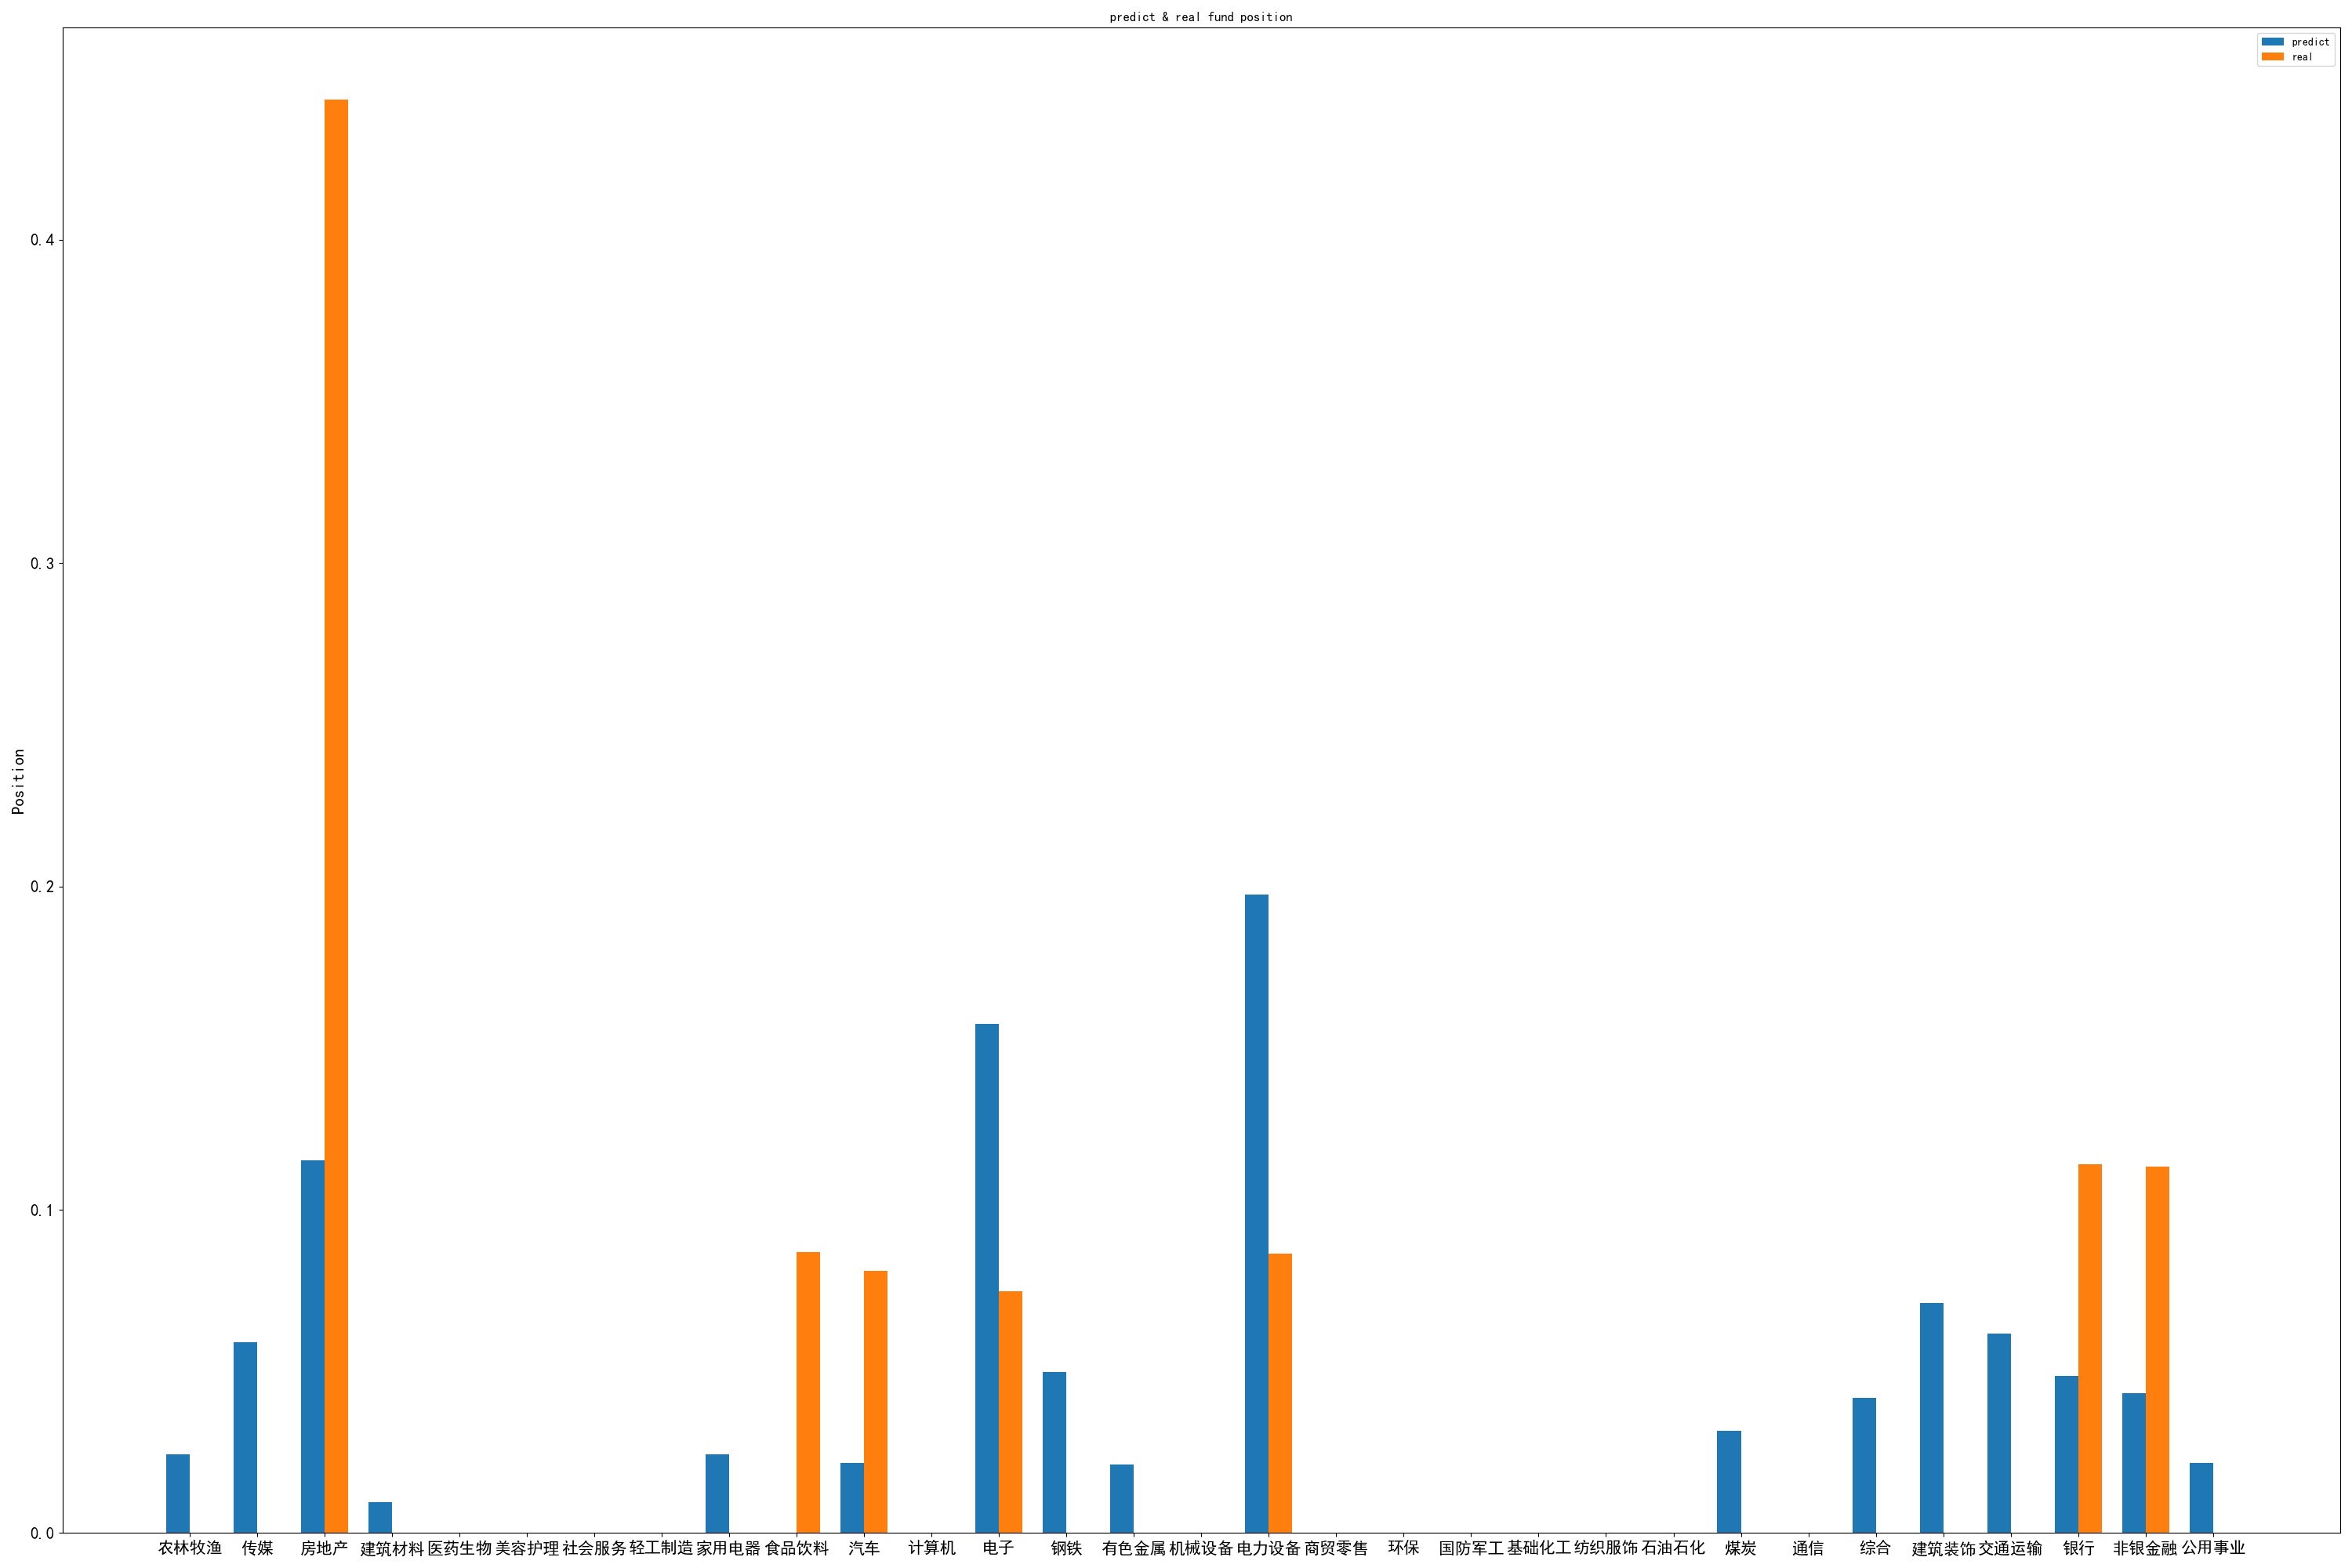 predict & real fund position
predict
real
Position
0.4
0.3
0.2
0.1
0.0
农林牧渔 传媒 房地产 建筑材料 医药生物 美容护理 社会服务 轻工制造 家用电器 食品饮料 汽车 计算机 电子 钢铁 有色金属 机械设备 电力设备 商贸零售 环保 国防军工 基础化工 纺织服饰 石油石化 煤炭 通信 综合 建筑装饰 交通运输 银行 非银金融 公用事业